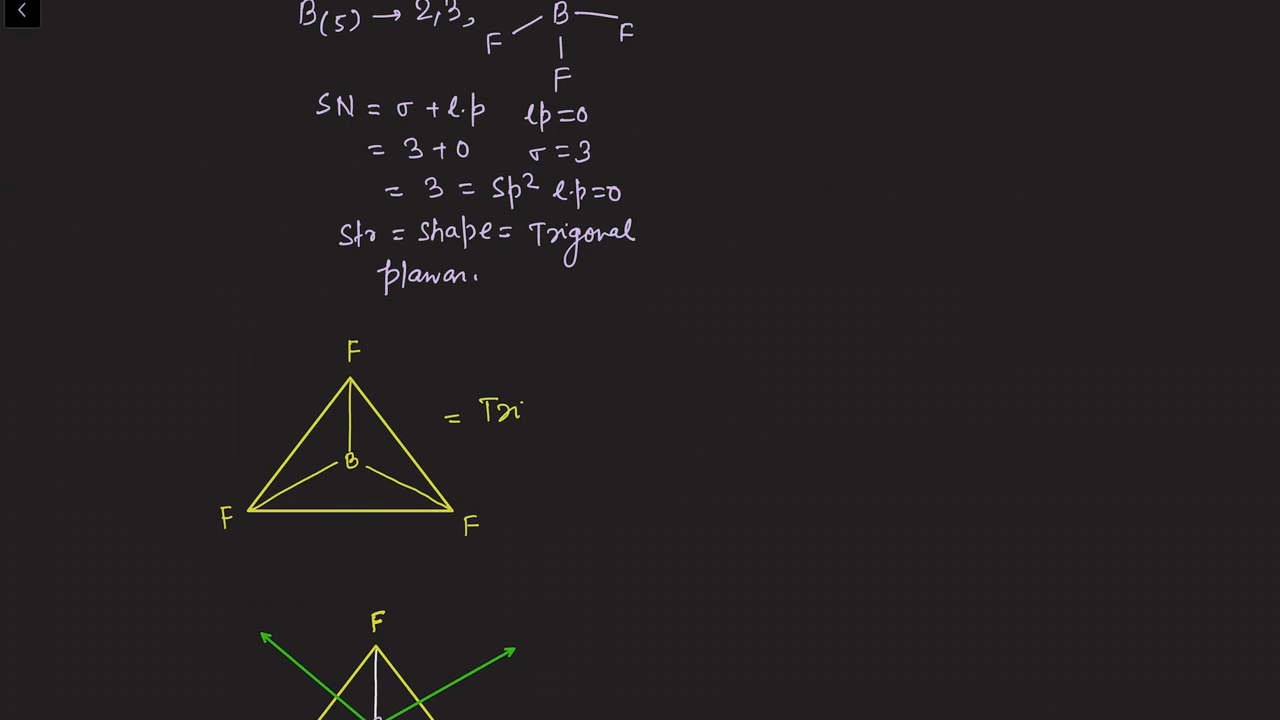 B(5) → 2,3,
B
F F
F
SN = σ + l.p lp=0
= 3+0 σ=3
= 3 = Sp² l.p=0
Str = shape = Trigonal
planar.
F
= Tri
B
F F
F